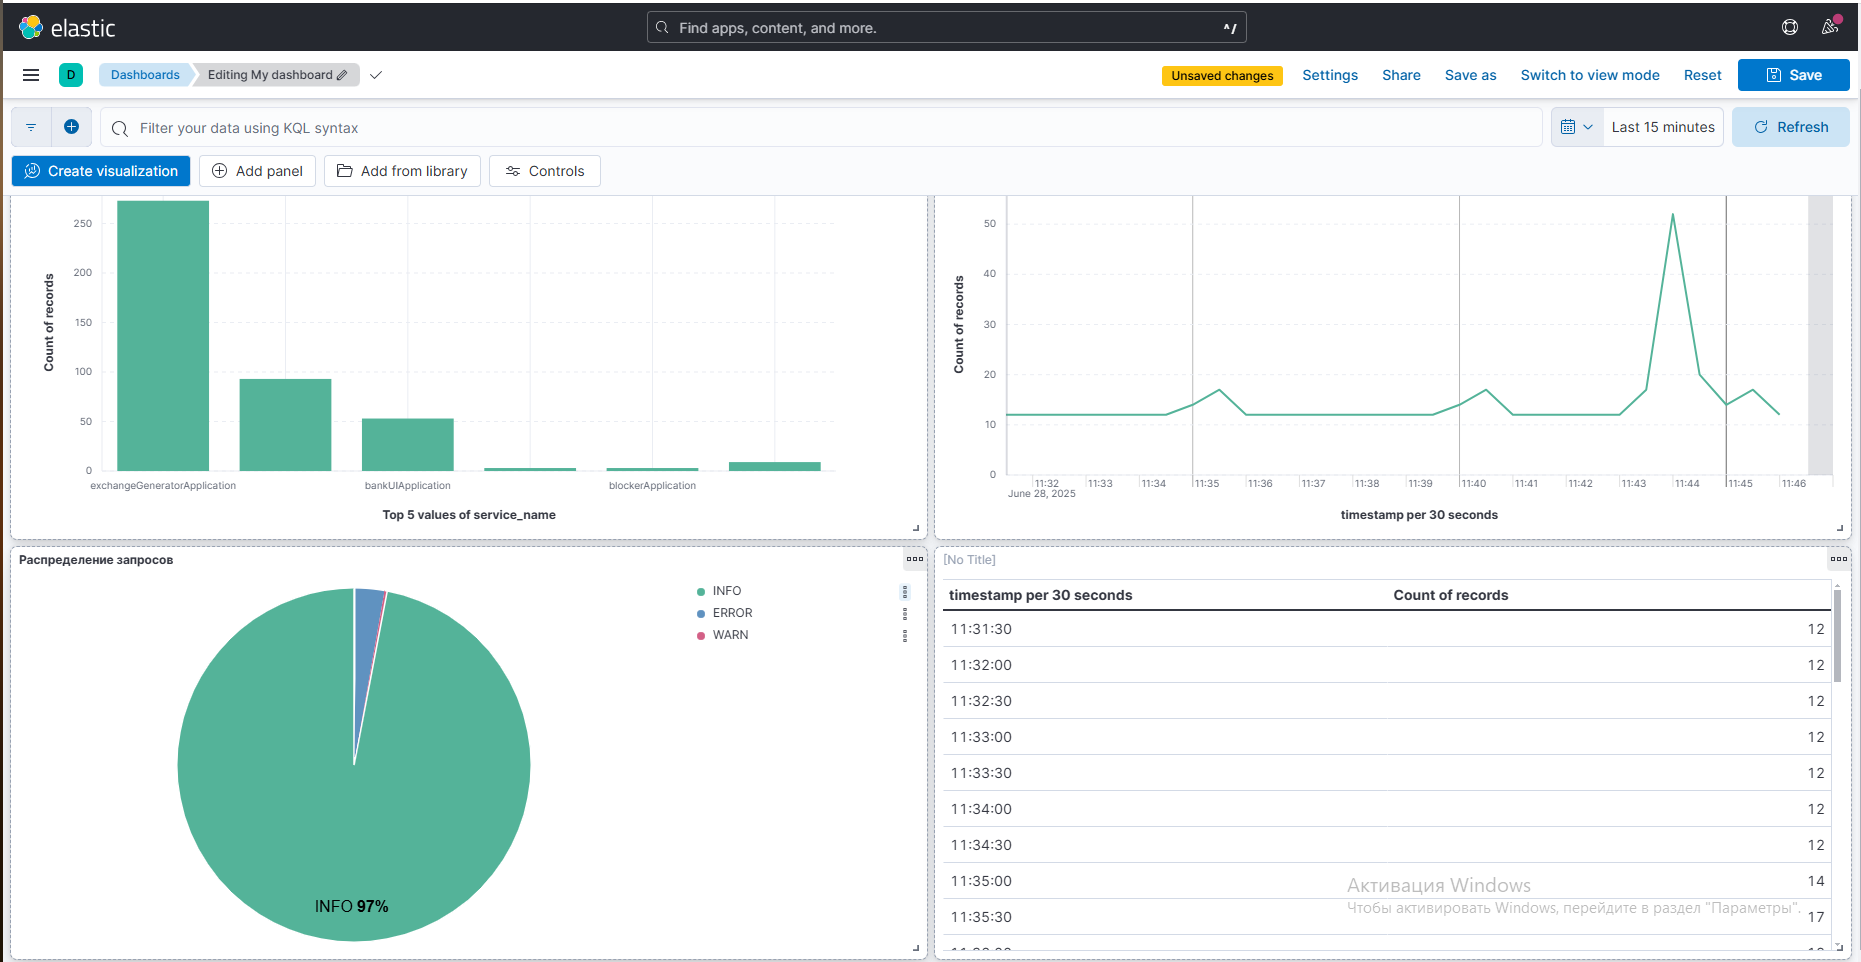 elastic
Find apps, content, and more.
^/
D
Dashboards
Editing My dashboard
Unsaved changes
Settings
Share
Save as
Switch to view mode
Reset
Save
Filter your data using KQL syntax
Last 15 minutes
Refresh
Create visualization
Add panel
Add from library
Controls
Count of records
250
200
150
100
50
0
exchangeGeneratorApplication
bankUIApplication
blockerApplication
Top 5 values of service_name
Count of records
50
40
30
20
10
0
11:32
11:33
11:34
11:35
11:36
11:37
11:38
11:39
11:40
11:41
11:42
11:43
11:44
11:45
11:46
June 28, 2025
timestamp per 30 seconds
Распределение запросов
INFO
ERROR
WARN
INFO 97%
[No Title]
timestamp per 30 seconds Count of records
11:31:30 12
11:32:00 12
11:32:30 12
11:33:00 12
11:33:30 12
11:34:00 12
11:34:30 12
11:35:00 14
11:35:30 17
Активация Windows
Чтобы активировать Windows, перейдите в раздел "Параметры".